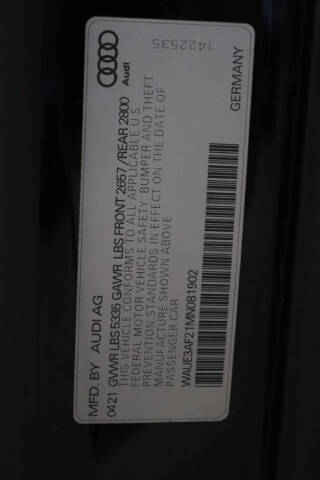 MFD. BY AUDI AG
0421 GVWR LBS 5335 GAWR LBS FRONT 2657/REAR 2800
THIS VEHICLE CONFORMS TO ALL APPLICABLE U S
FEDERAL MOTOR VEHICLE SAFETY, BUMPER AND THEFT
PREVENTION STANDARDS IN EFFECT ON THE DATE OF
MANUFACTURE SHOWN ABOVE
PASSENGER CAR
WAUE3AF21MN081902
Audi
1422535
GERMANY